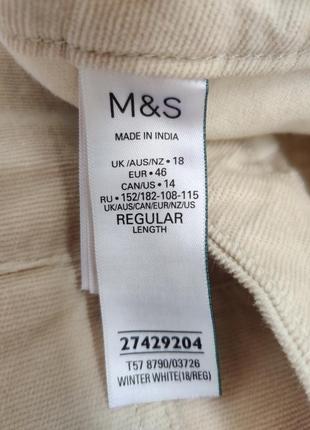 M&S
MADE IN INDIA
UK/AUS/NZ • 18
EUR • 46
CAN/US • 14
RU • 152/182-108-115
UK/AUS/CAN/EUR/NZ/US
REGULAR
LENGTH
27429204
T57 8790/03726
WINTER WHITE(18/REG)